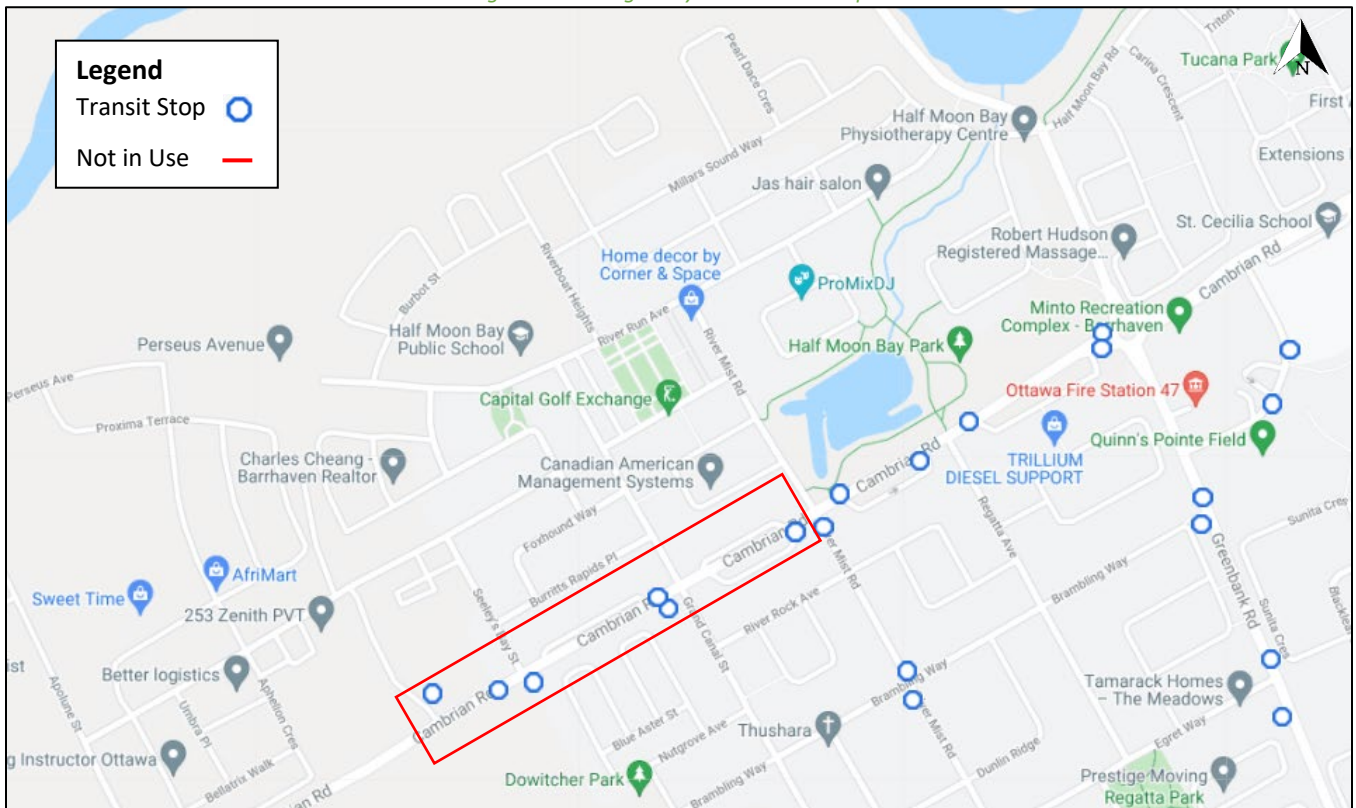 Legend
Transit Stop
Not in Use
N
Tucana Park
Triton
First
Extensions
Carina Crescent
Half Moon Bay Rd
Pearl Dace Cres
Half Moon Bay
Physiotherapy Centre
Millars Sound Way
Jas hair salon
St. Cecilia School
Robert Hudson
Registered Massage...
Cambrian Rd
Riverboat Heights
Home decor by
Corner & Space
ProMixDJ
Minto Recreation
Complex - Barrhaven
Burbot St
Half Moon Bay
Public School
River Run Ave
River Mist Rd
Half Moon Bay Park
Perseus Avenue
Perseus Ave
Capital Golf Exchange
Ottawa Fire Station 47
Proxima Terrace
Quinn's Pointe Field
Charles Cheang -
Barrhaven Realtor
Canadian American
Management Systems
Cambrian Rd
TRILLIUM
DIESEL SUPPORT
Foxhound Way
Regatta Ave
Sunita Cres
Cambrian Rd
River Mist Rd
Greenbank Rd
Burritts Rapids Pl
AfriMart
Sweet Time
253 Zenith PVT
Seeley's Bay St
Cambrian Rd
Grand Canal St
River Rock Ave
Brambling Way
Sunita Cres
Better logistics
Apolune St
Umbra Pl
Aphelion Cres
Cambrian Rd
Blue Aster St
Nutgrove Ave
Thushara
Brambling Way
River Mist Rd
Tamarack Homes
– The Meadows
Egret Way
g Instructor Ottawa
Bellatrix Walk
Dowitcher Park
Brambling Way
Dunlin Ridge
Prestige Moving
Regatta Park